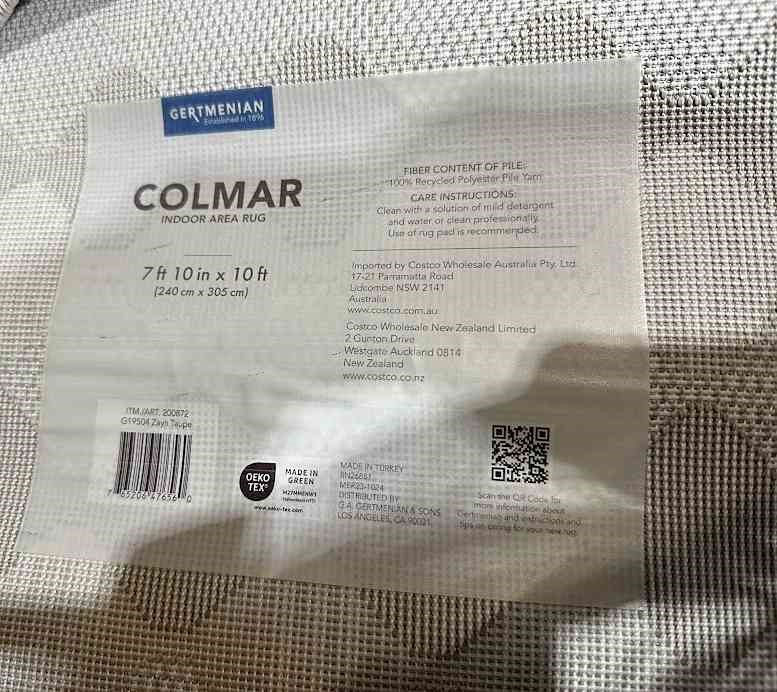 GERTMENIAN
Established in 1896
COLMAR
INDOOR AREA RUG
7 ft 10 in x 10 ft
(240 cm x 305 cm)
FIBER CONTENT OF PILE:
100% Recycled Polyester Pile Yarn
CARE INSTRUCTIONS:
Clean with a solution of mild detergent
and water or clean professionally.
Use of rug pad is recommended.
Imported by Costco Wholesale Australia Pty. Ltd.
17-21 Parramatta Road
Lidcombe NSW 2141
Australia
www.costco.com.au
Costco Wholesale New Zealand Limited
2 Gunton Drive
Westgate Auckland 0814
New Zealand
www.costco.co.nz
ITM./ART. 200872
G19504 Zayn Taupe
7 65206 47656 0
OEKO
TEX®
MADE IN
GREEN
www.oeko-tex.com
MADE IN TURKEY
MER23-1024
DISTRIBUTED BY
G.A. GERTMENIAN & SONS
LOS ANGELES, CA 90021
Scan the QR Code for
more information about
Gertmenian and instructions and
tips on caring for your new rug.